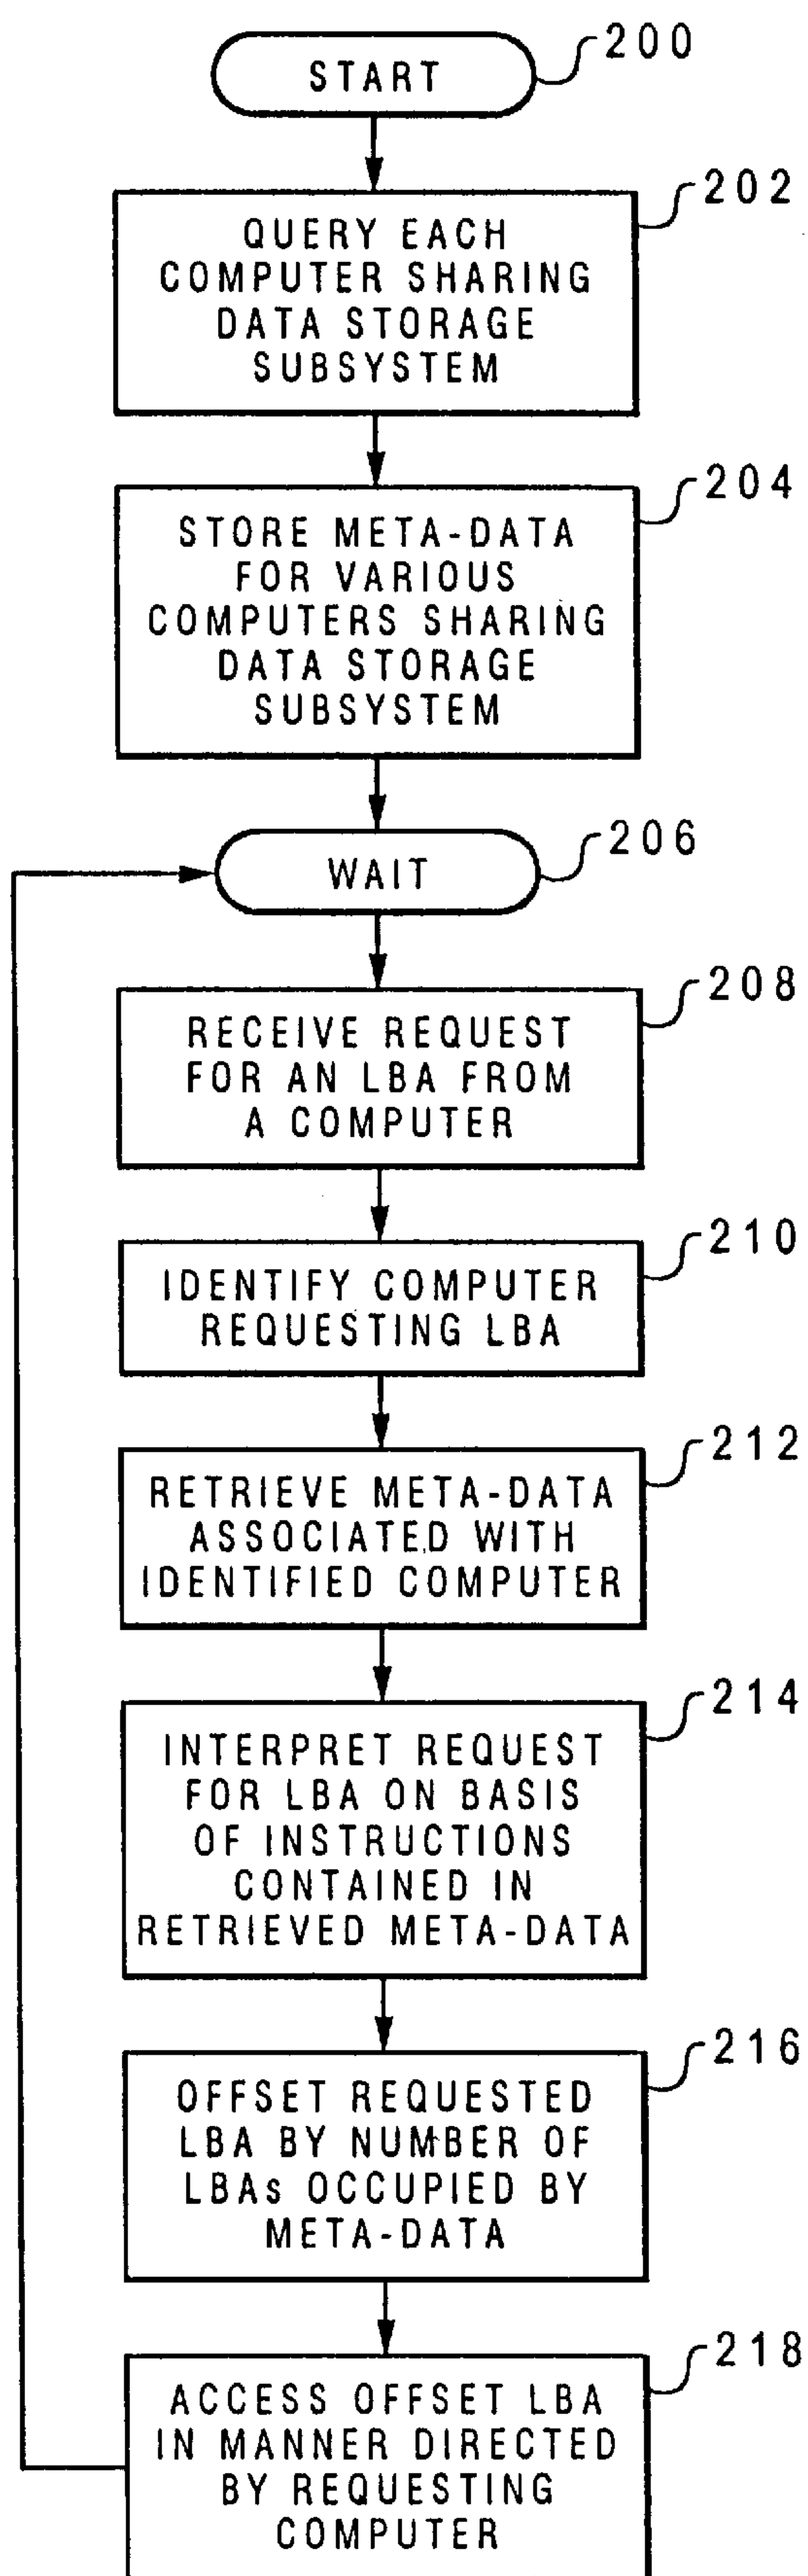 START
200
QUERY EACH
COMPUTER SHARING
DATA STORAGE
SUBSYSTEM
202
STORE META-DATA
FOR VARIOUS
COMPUTERS SHARING
DATA STORAGE
SUBSYSTEM
204
WAIT
206
RECEIVE REQUEST
FOR AN LBA FROM
A COMPUTER
208
IDENTIFY COMPUTER
REQUESTING LBA
210
RETRIEVE META-DATA
ASSOCIATED WITH
IDENTIFIED COMPUTER
212
INTERPRET REQUEST
FOR LBA ON BASIS
OF INSTRUCTIONS
CONTAINED IN
RETRIEVED META-DATA
214
OFFSET REQUESTED
LBA BY NUMBER OF
LBAs OCCUPIED BY
META-DATA
216
ACCESS OFFSET LBA
IN MANNER DIRECTED
BY REQUESTING
COMPUTER
218